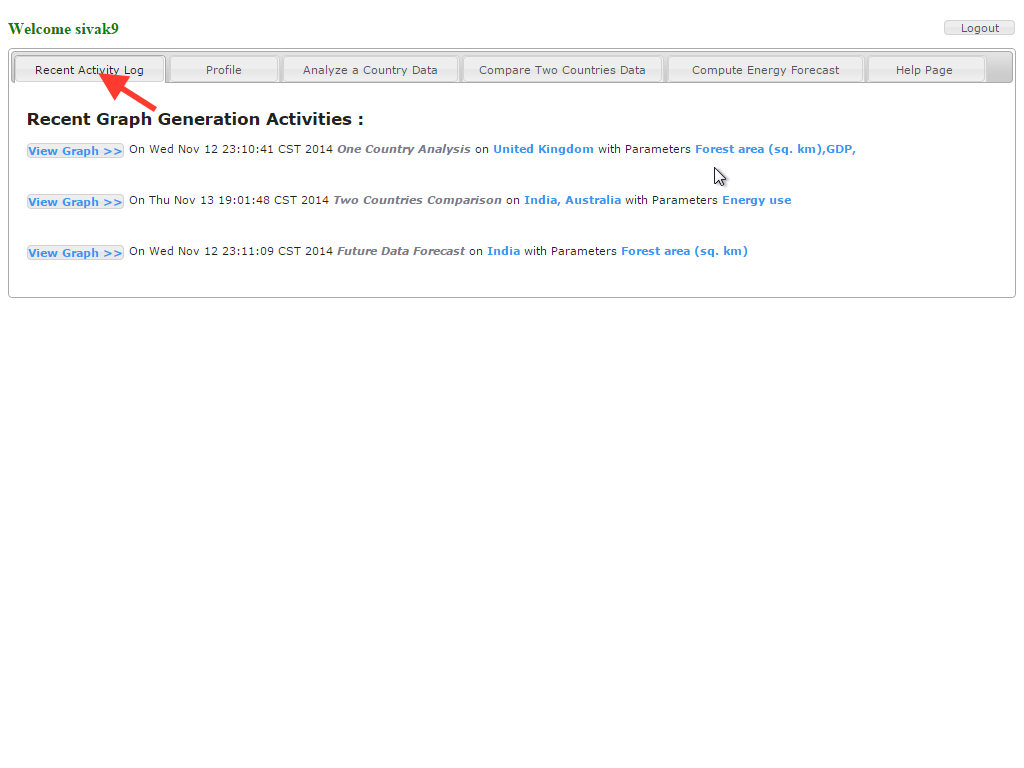 Welcome sivak9
Logout
Recent Activity Log Profile Analyze a Country Data Compare Two Countries Data Compute Energy Forecast Help Page
Recent Graph Generation Activities :
View Graph >> On Wed Nov 12 23:10:41 CST 2014 One Country Analysis on United Kingdom with Parameters Forest area (sq. km),GDP,
View Graph >> On Thu Nov 13 19:01:48 CST 2014 Two Countries Comparison on India, Australia with Parameters Energy use
View Graph >> On Wed Nov 12 23:11:09 CST 2014 Future Data Forecast on India with Parameters Forest area (sq. km)